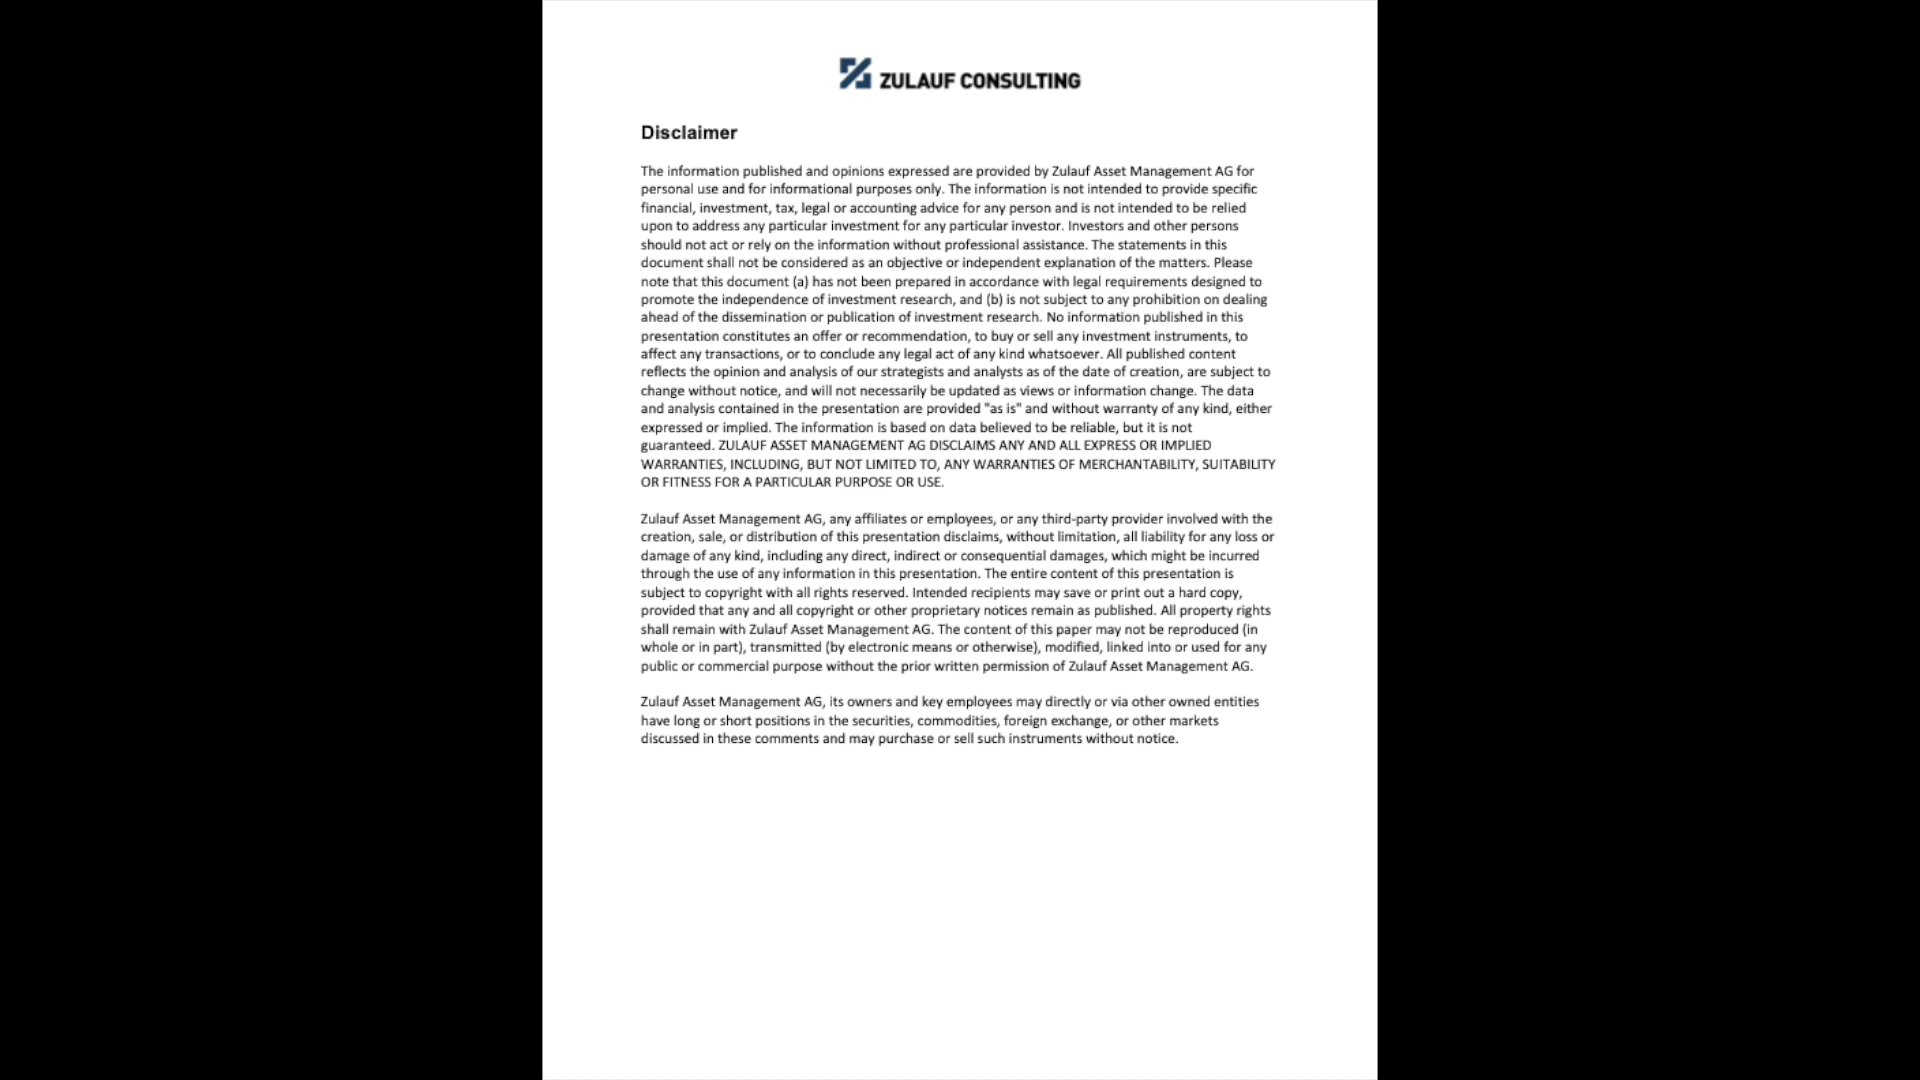 ZULAUF CONSULTING
Disclaimer
The information published and opinions expressed are provided by Zulauf Asset Management AG for
personal use and for informational purposes only. The information is not intended to provide specific
financial, investment, tax, legal or accounting advice for any person and is not intended to be relied
upon to address any particular investment for any particular investor. Investors and other persons
should not act or rely on the information without professional assistance. The statements in this
document shall not be considered as an objective or independent explanation of the matters. Please
note that this document (a) has not been prepared in accordance with legal requirements designed to
promote the independence of investment research, and (b) is not subject to any prohibition on dealing
ahead of the dissemination or publication of investment research. No information published in this
presentation constitutes an offer or recommendation, to buy or sell any investment instruments, to
affect any transactions, or to conclude any legal act of any kind whatsoever. All published content
reflects the opinion and analysis of our strategists and analysts as of the date of creation, are subject to
change without notice, and will not necessarily be updated as views or information change. The data
and analysis contained in the presentation are provided "as is" and without warranty of any kind, either
expressed or implied. The information is based on data believed to be reliable, but it is not
guaranteed. ZULAUF ASSET MANAGEMENT AG DISCLAIMS ANY AND ALL EXPRESS OR IMPLIED
WARRANTIES, INCLUDING, BUT NOT LIMITED TO, ANY WARRANTIES OF MERCHANTABILITY, SUITABILITY
OR FITNESS FOR A PARTICULAR PURPOSE OR USE.
Zulauf Asset Management AG, any affiliates or employees, or any third-party provider involved with the
creation, sale, or distribution of this presentation disclaims, without limitation, all liability for any loss or
damage of any kind, including any direct, indirect or consequential damages, which might be incurred
through the use of any information in this presentation. The entire content of this presentation is
subject to copyright with all rights reserved. Intended recipients may save or print out a hard copy,
provided that any and all copyright or other proprietary notices remain as published. All property rights
shall remain with Zulauf Asset Management AG. The content of this paper may not be reproduced (in
whole or in part), transmitted (by electronic means or otherwise), modified, linked into or used for any
public or commercial purpose without the prior written permission of Zulauf Asset Management AG.
Zulauf Asset Management AG, its owners and key employees may directly or via other owned entities
have long or short positions in the securities, commodities, foreign exchange, or other markets
discussed in these comments and may purchase or sell such instruments without notice.